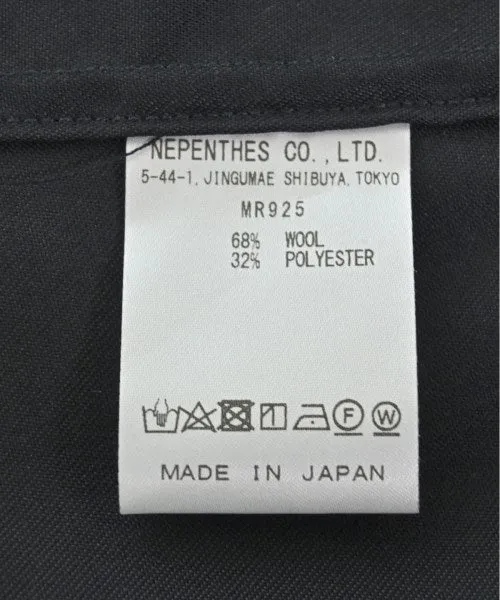 NEPENTHES CO., LTD.
5-44-1, JINGUMAE SHIBUYA, TOKYO
MR925
68% WOOL
32% POLYESTER
F W
MADE IN JAPAN